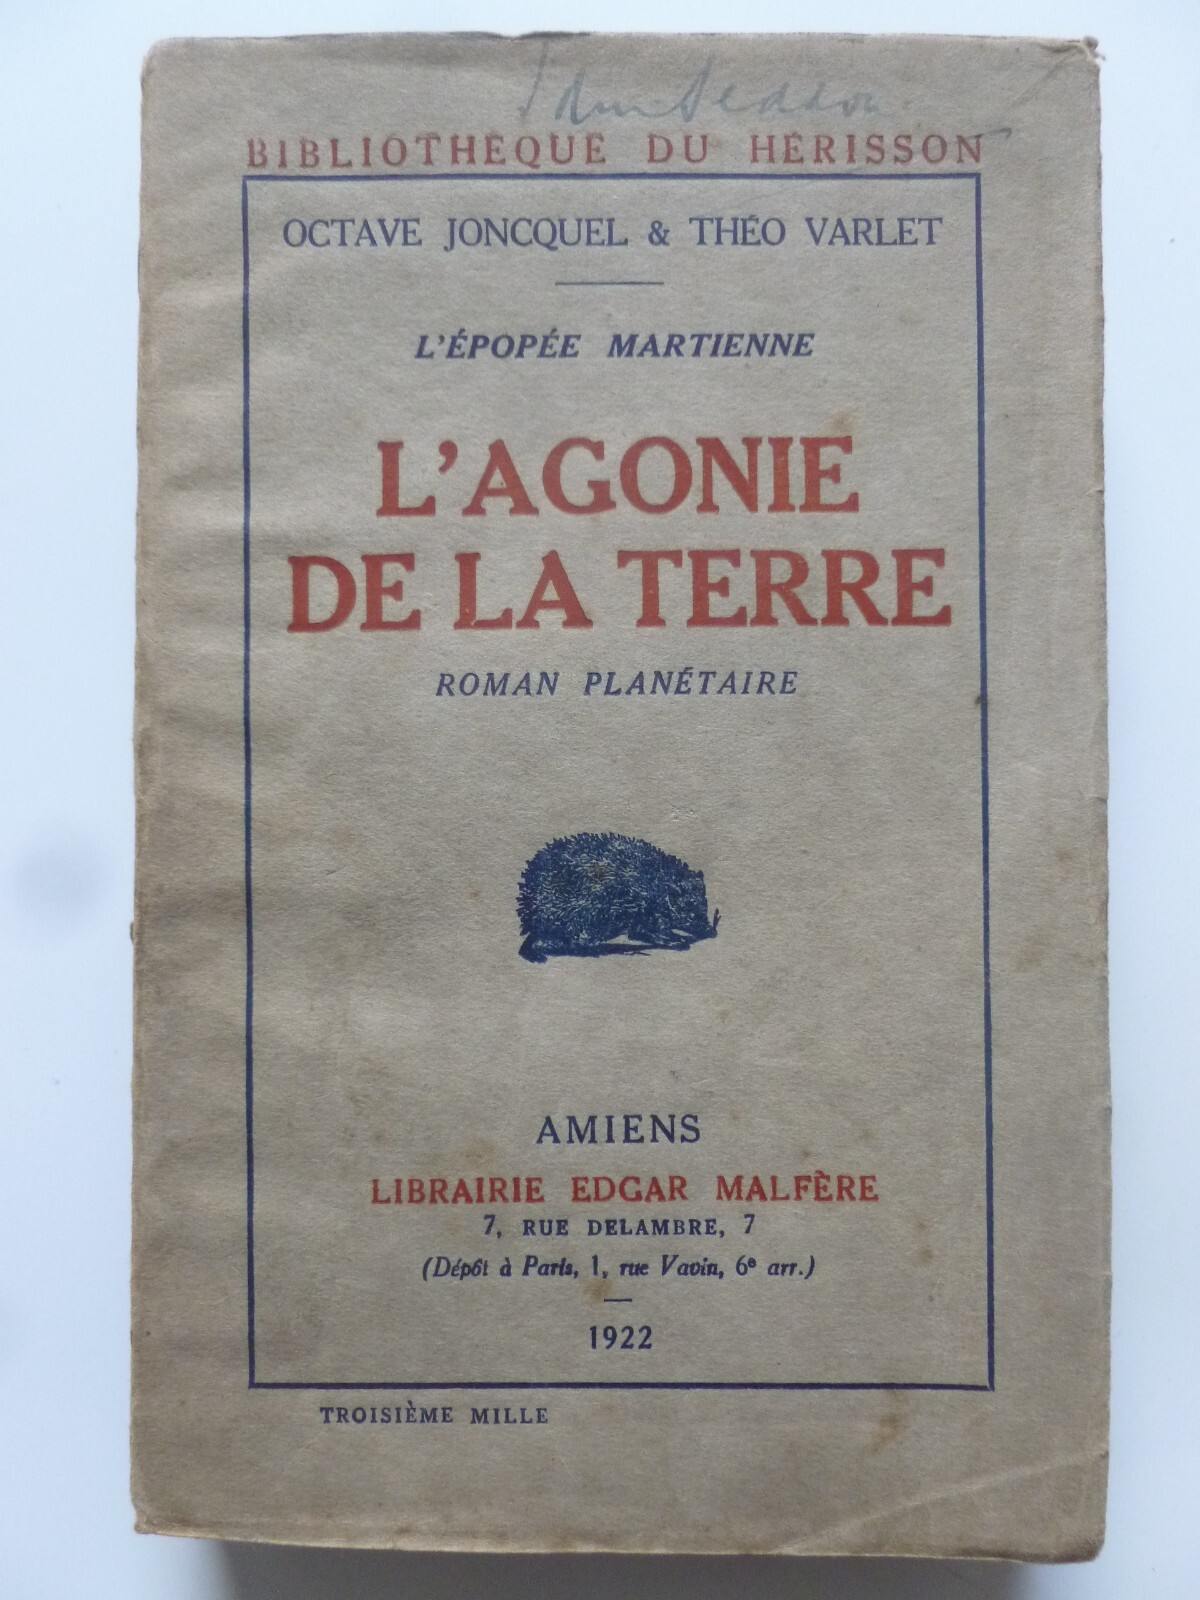 BIBLIOTHÈQUE DU HÉRISSON
OCTAVE JONCQUEL & THÉO VARLET
L'ÉPOPÉE MARTIENNE
L'AGONIE
DE LA TERRE
ROMAN PLANÉTAIRE
AMIENS
LIBRAIRIE EDGAR MALFÈRE
7, RUE DELAMBRE, 7
(Dépôt à Paris, 1, rue Vavin, 6e arr.)
1922
TROISIÈME MILLE